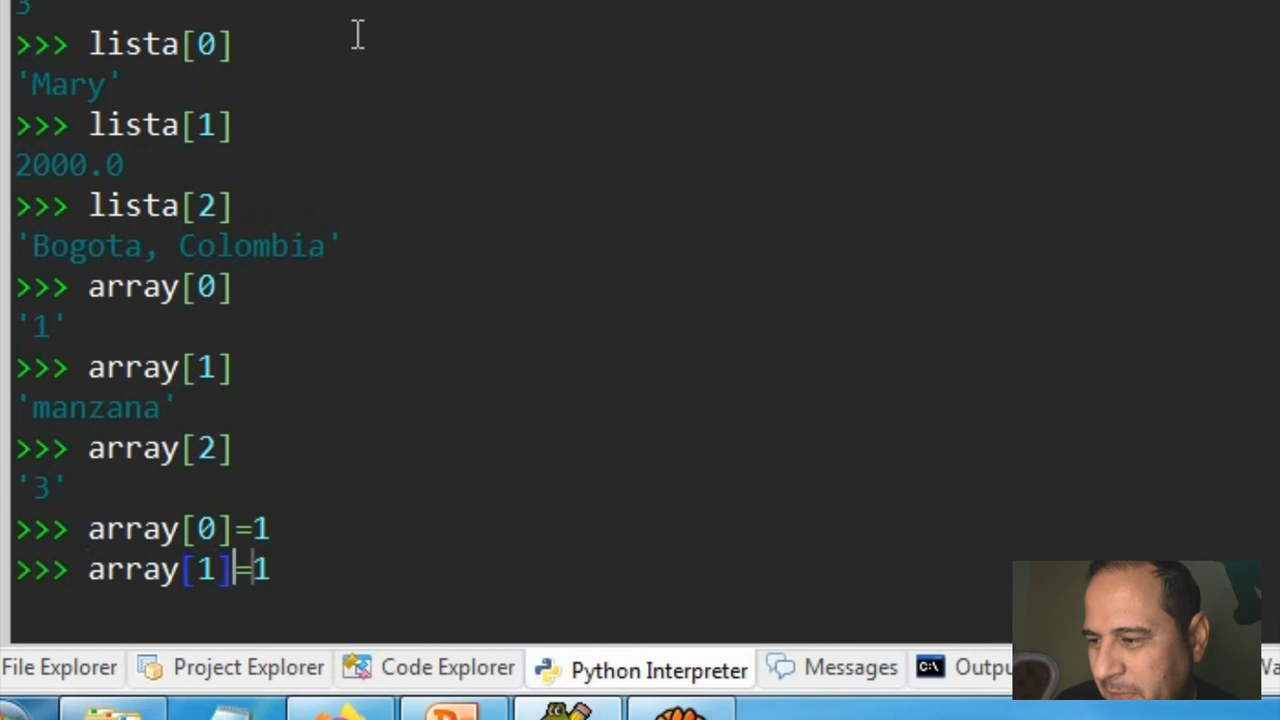 3
>>> lista[0]
'Mary'
>>> lista[1]
2000.0
>>> lista[2]
'Bogota, Colombia'
>>> array[0]
'1'
>>> array[1]
'manzana'
>>> array[2]
'3'
>>> array[0]=1
>>> array[1]=1
File Explorer Project Explorer Code Explorer Python Interpreter Messages C:\ Outpu